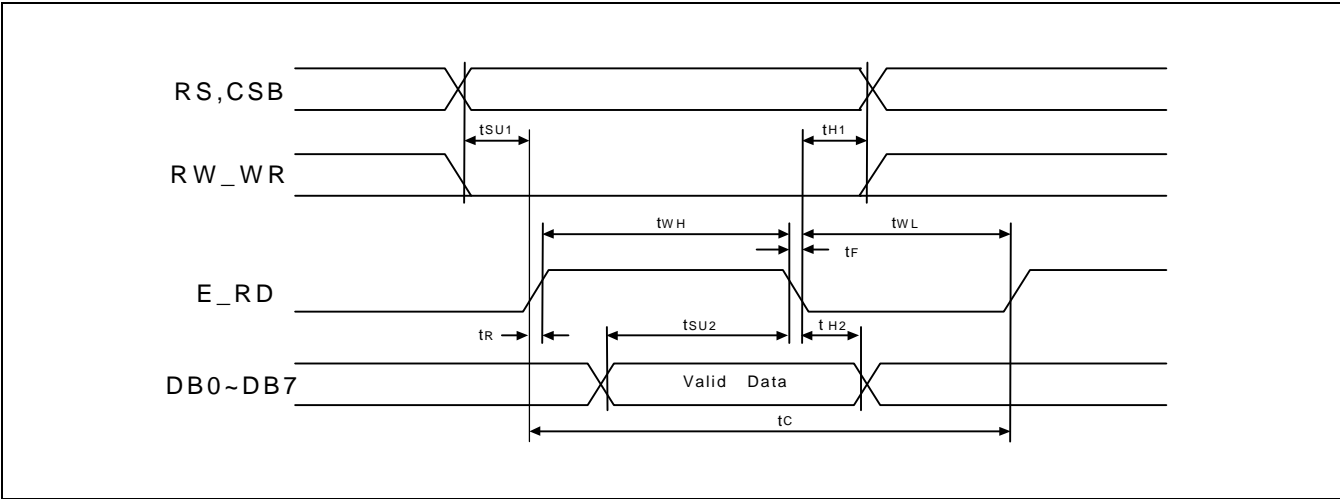 RS,CSB
tSU1
tH1
RW_WR
tWH
tWL
tF
E_RD
tR
tSU2
tH2
DB0~DB7
Valid Data
tC